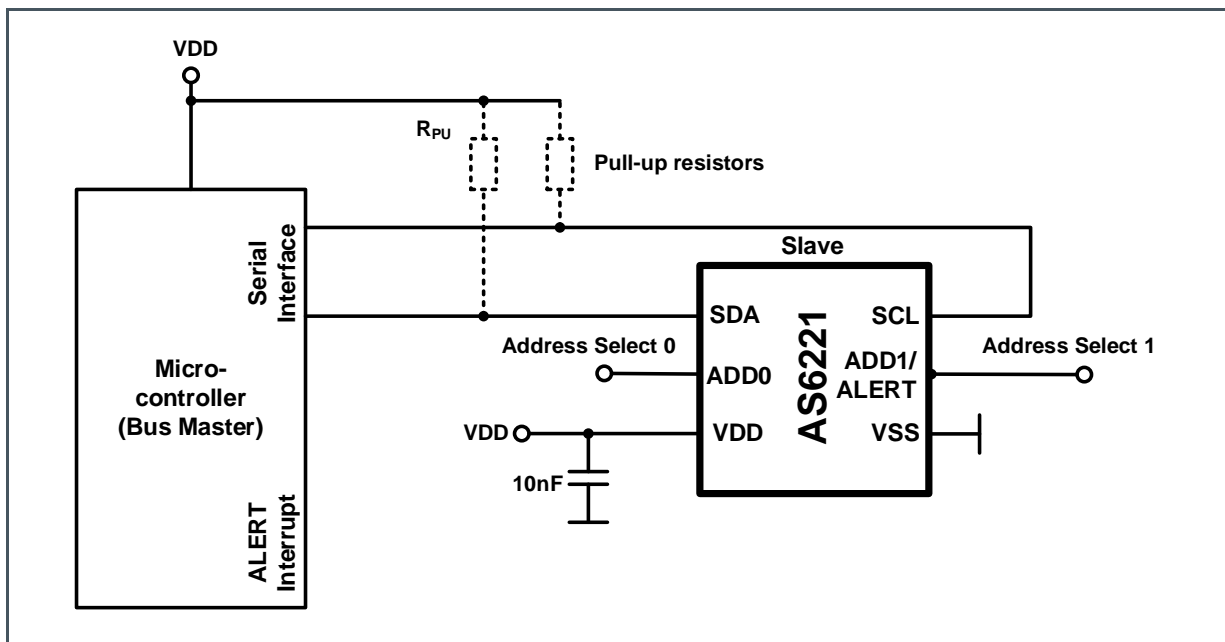 VDD
R_PU
Pull-up resistors
Serial
Interface
Slave
SDA
SCL
Address Select 0
ADD0
ADD1/
ALERT
Address Select 1
Micro-
controller
(Bus Master)
AS6221
VDD
VDD
VSS
10nF
ALERT
Interrupt